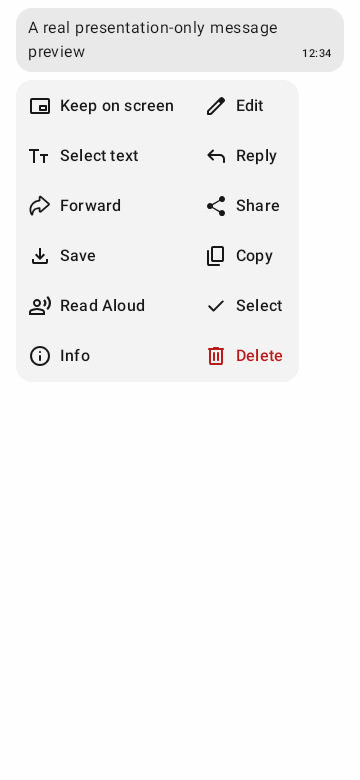 A real presentation-only message
preview
12:34
Keep on screen
Edit
Select text
Reply
Forward
Share
Save
Copy
Read Aloud
Select
Info
Delete